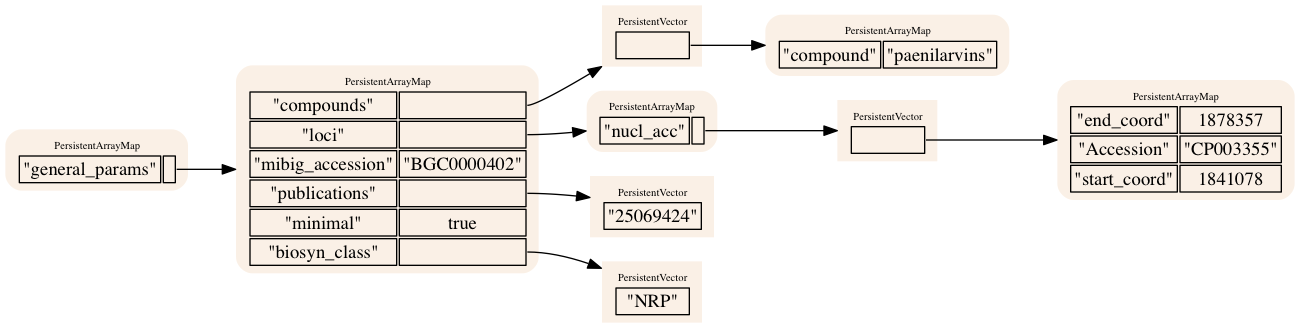 PersistentArrayMap
"general_params"
PersistentArrayMap
"compounds"
"loci"
"mibig_accession" "BGC0000402"
"publications"
"minimal" true
"biosyn_class"
PersistentVector
PersistentArrayMap
"compound" "paenilarvins"
PersistentArrayMap
"nucl_acc"
PersistentVector
PersistentArrayMap
"end_coord" 1878357
"Accession" "CP003355"
"start_coord" 1841078
PersistentVector
"25069424"
PersistentVector
"NRP"